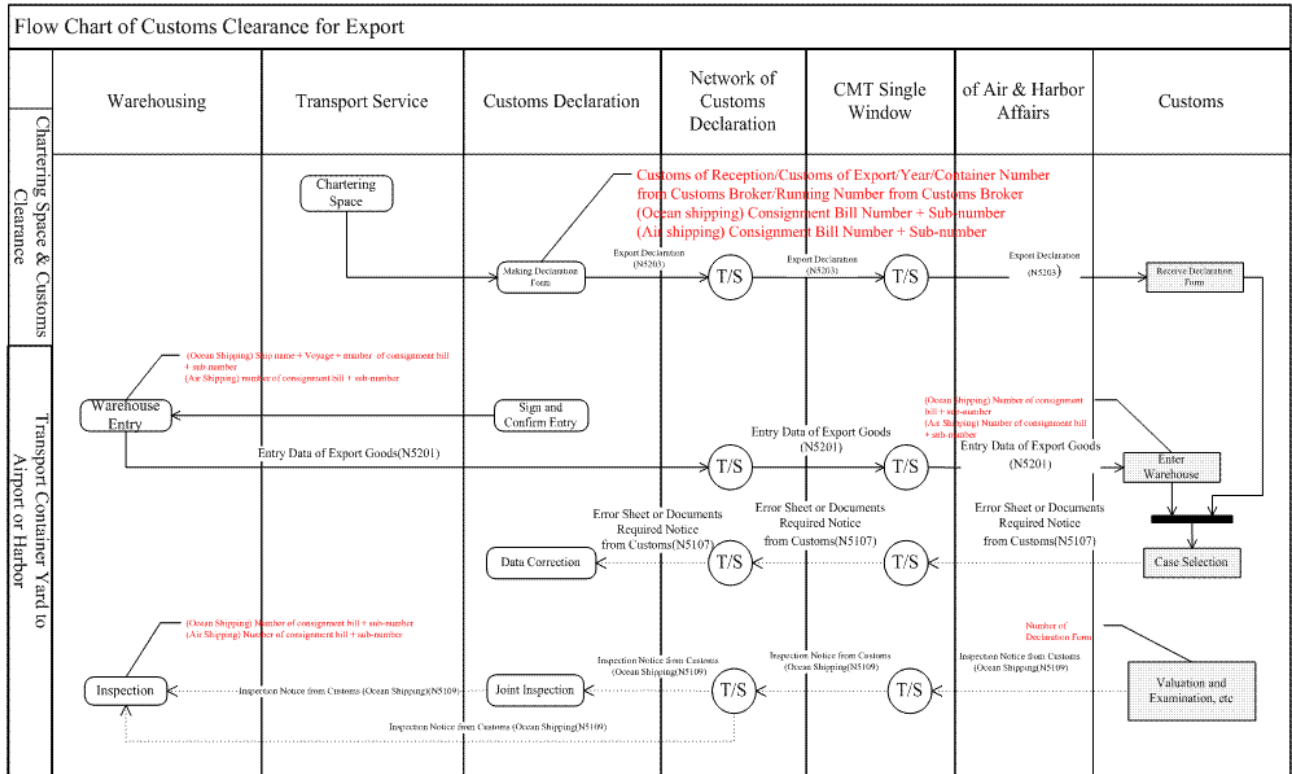 Flow Chart of Customs Clearance for Export
Warehousing
Transport Service
Customs Declaration
Network of
Customs
Declaration
CMT Single
Window
of Air & Harbor
Affairs
Customs
Chartering Space & Customs
Clearance
Chartering
Space
Customs of Reception/Customs of Export/Year/Container Number
from Customs Broker/Running Number from Customs Broker
(Ocean shipping) Consignment Bill Number + Sub-number
(Air shipping) Consignment Bill Number + Sub-number
Making Declaration
Form
Export Declaration
(N5203)
T/S
Export Declaration
(N5203)
T/S
Export Declaration
(N5203)
Receive Declaration
Form
Transport Container Yard to
Airport or Harbor
(Ocean Shipping) Ship name + Voyage + number of consignment bill
+ sub-number
(Air Shipping) number of consignment bill + sub-number
Warehouse
Entry
Sign and
Confirm Entry
(Ocean Shipping) Number of consignment
bill + sub-number
(Air Shipping) Number of consignment bill
+ sub-number
Entry Data of Export Goods(N5201)
T/S
Entry Data of Export Goods
(N5201)
T/S
Entry Data of Export Goods
(N5201)
Enter
Warehouse
Error Sheet or Documents
Required Notice
from Customs(N5107)
Error Sheet or Documents
Required Notice
from Customs(N5107)
Error Sheet or Documents
Required Notice
from Customs(N5107)
Data Correction
T/S
T/S
Case Selection
(Ocean Shipping) Number of consignment bill + sub-number
(Air Shipping) Number of consignment bill + sub-number
Number of
Declaration Form
Inspection
Inspection Notice from Customs (Ocean Shipping)(N5109)
Joint Inspection
Inspection Notice from Customs
(Ocean Shipping(N5109)
T/S
Inspection Notice from Customs
(Ocean Shipping(N5109)
T/S
Inspection Notice from Customs
(Ocean Shipping(N5109)
Valuation and
Examination, etc
Inspection Notice from Customs (Ocean Shipping(N5109)